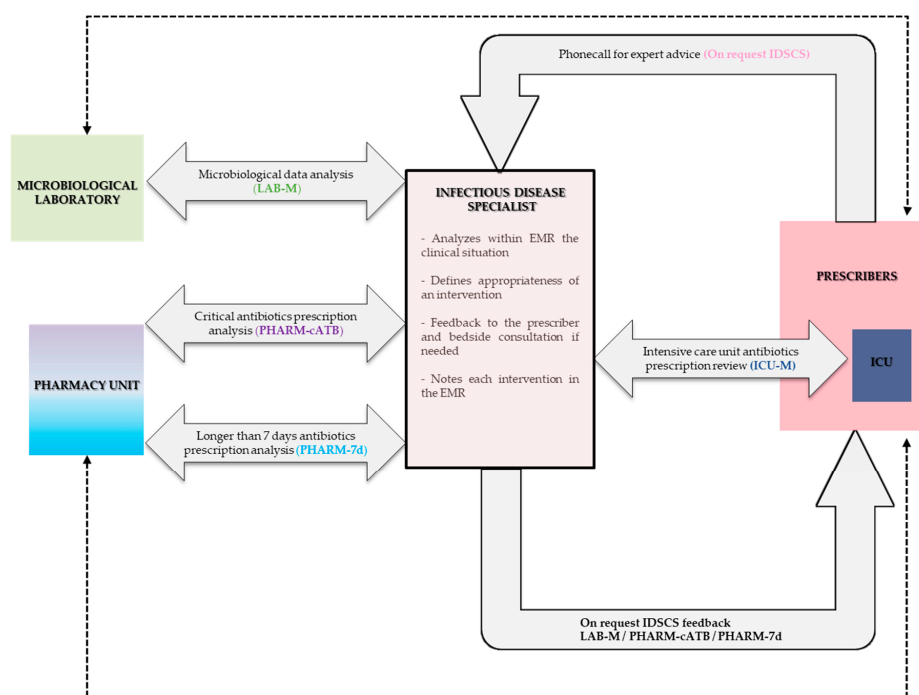 Phonecall for expert advice (On request IDSCS)
MICROBIOLOGICAL
LABORATORY
Microbiological data analysis
(LAB-M)
INFECTIOUS DISEASE
SPECIALIST
- Analyzes within EMR the
clinical situation
- Defines appropriateness of
an intervention
- Feedback to the prescriber
and bedside consultation if
needed
- Notes each intervention in
the EMR
PRESCRIBERS
Critical antibiotics prescription
analysis (PHARM-cATB)
PHARMACY UNIT
Intensive care unit antibiotics
prescription review (ICU-M)
ICU
Longer than 7 days antibiotics
prescription analysis (PHARM-7d)
On request IDSCS feedback
LAB-M / PHARM-cATB / PHARM-7d